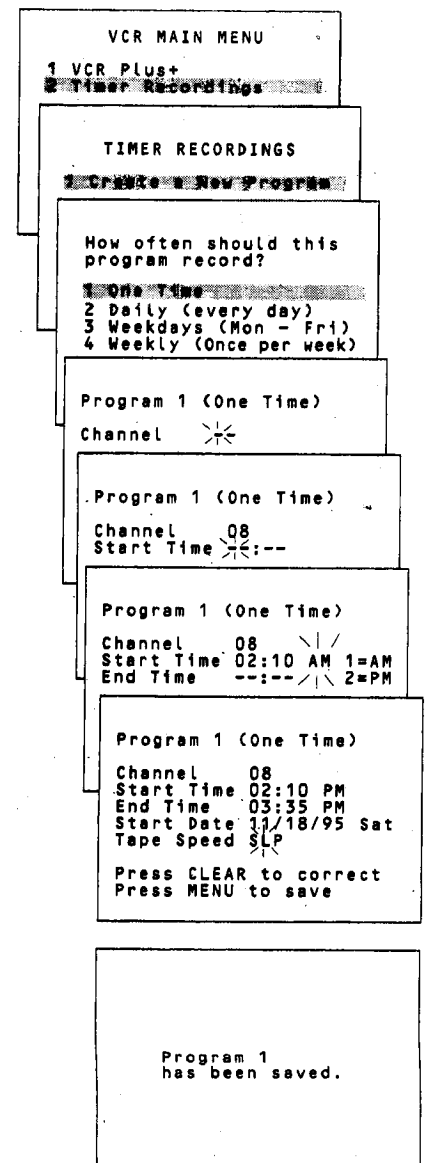 VCR MAIN MENU
1 VCR Plus+
2 Timer Recordings
TIMER RECORDINGS
1 Create a New Program
How often should this
program record?
1 One Time
2 Daily (every day)
3 Weekdays (Mon - Fri)
4 Weekly (Once per week)
Program 1 (One Time)
Channel --
Program 1 (One Time)
Channel 08
Start Time --:--
Program 1 (One Time)
Channel 08
Start Time 02:10 AM 1=AM
End Time --:-- 2=PM
Program 1 (One Time)
Channel 08
Start Time 02:10 PM
End Time 03:35 PM
Start Date 11/18/95 Sat
Tape Speed SLP
Press CLEAR to correct
Press MENU to save
Program 1
has been saved.